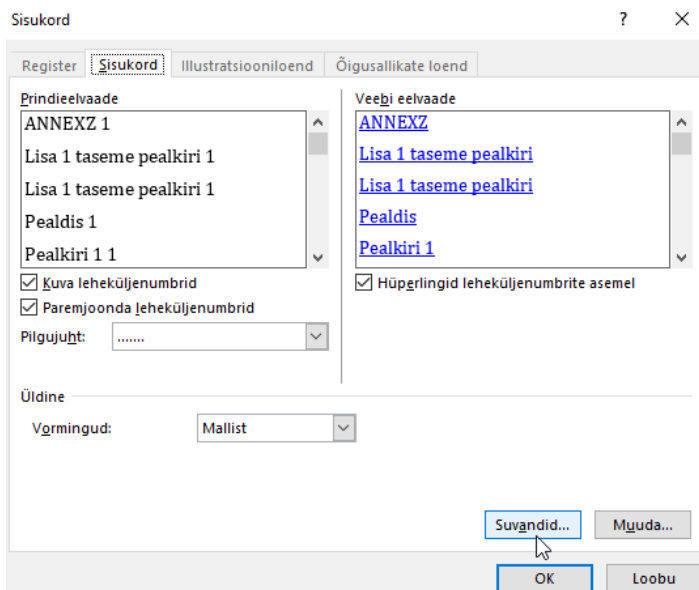 Sisukord ?
Register Sisukord Illustratsiooniloend Õigusallikate loend
Prindieelvaade
ANNEXZ 1
Lisa 1 taseme pealkiri 1
Lisa 1 taseme pealkiri 1
Pealdis 1
Pealkiri 1 1
Kuva leheküljenumbrid
Paremjoonda leheküljenumbrid
Pilgujuht: .......
Veebi eelvaade
ANNEXZ
Lisa 1 taseme pealkiri
Lisa 1 taseme pealkiri
Pealdis
Pealkiri 1
Hüperlingid leheküljenumbrite asemel
Üldine
Vormingud: Mallist
Suvandid... Muuda...
OK Loobu